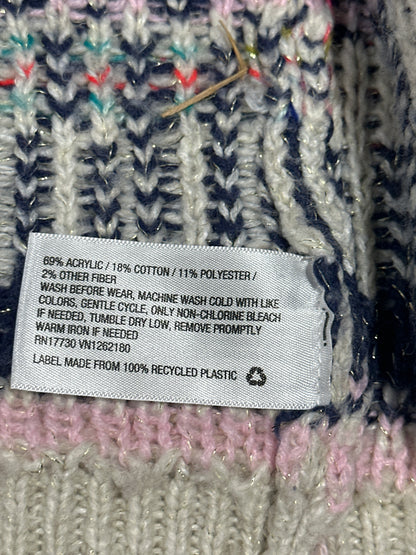 69% ACRYLIC / 18% COTTON / 11% POLYESTER /
2% OTHER FIBER
WASH BEFORE WEAR, MACHINE WASH COLD WITH LIKE
COLORS, GENTLE CYCLE, ONLY NON-CHLORINE BLEACH
IF NEEDED, TUMBLE DRY LOW, REMOVE PROMPTLY
WARM IRON IF NEEDED
RN17730 VN1262180
LABEL MADE FROM 100% RECYCLED PLASTIC